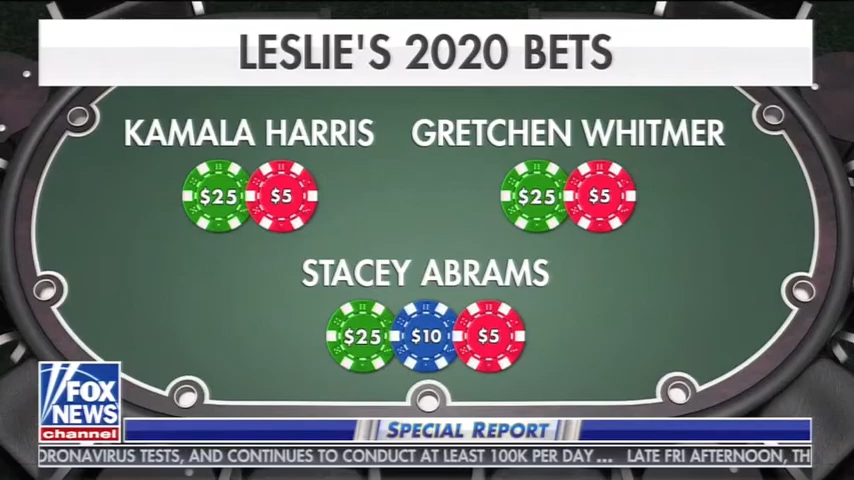 LESLIE'S 2020 BETS
KAMALA HARRIS GRETCHEN WHITMER
$25 $5 $25 $5
STACEY ABRAMS
$25 $10 $5
FOX
NEWS
channel
SPECIAL REPORT
ORONAVIRUS TESTS, AND CONTINUES TO CONDUCT AT LEAST 100K PER DAY... LATE FRI AFTERNOON, TH